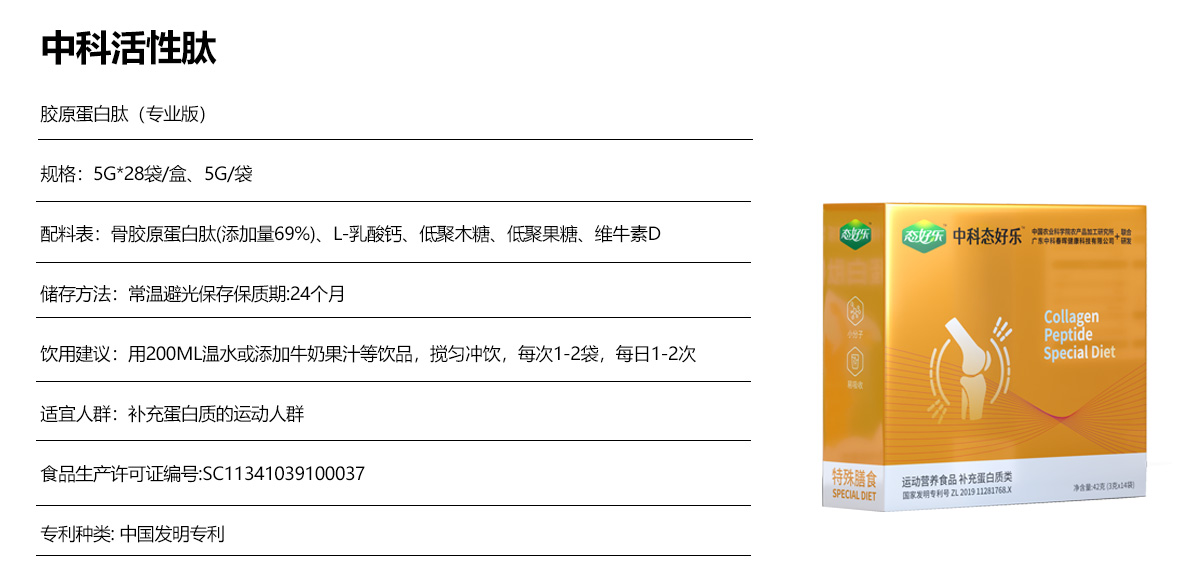 中科活性肽
胶原蛋白肽（专业版）
规格：5G*28袋/盒、5G/袋
配料表：骨胶原蛋白肽(添加量69%)、L-乳酸钙、低聚木糖、低聚果糖、维牛素D
储存方法：常温避光保存保质期:24个月
饮用建议：用200ML温水或添加牛奶果汁等饮品，搅匀冲饮，每次1-2袋，每日1-2次
适宜人群：补充蛋白质的运动人群
食品生产许可证编号:SC11341039100037
专利种类: 中国发明专利
态好乐
小分子
易吸收
特殊膳食
SPECIAL DIET
态好乐
中科态好乐
中国农业科学院农产品加工研究所
广东中科春晖健康科技有限公司
+
联合
研发
Collagen
Peptide
Special Diet
运动营养食品 补充蛋白质类
国家发明专利号 ZL 2019 11281768.X
净含量:42克 (3克x14袋)